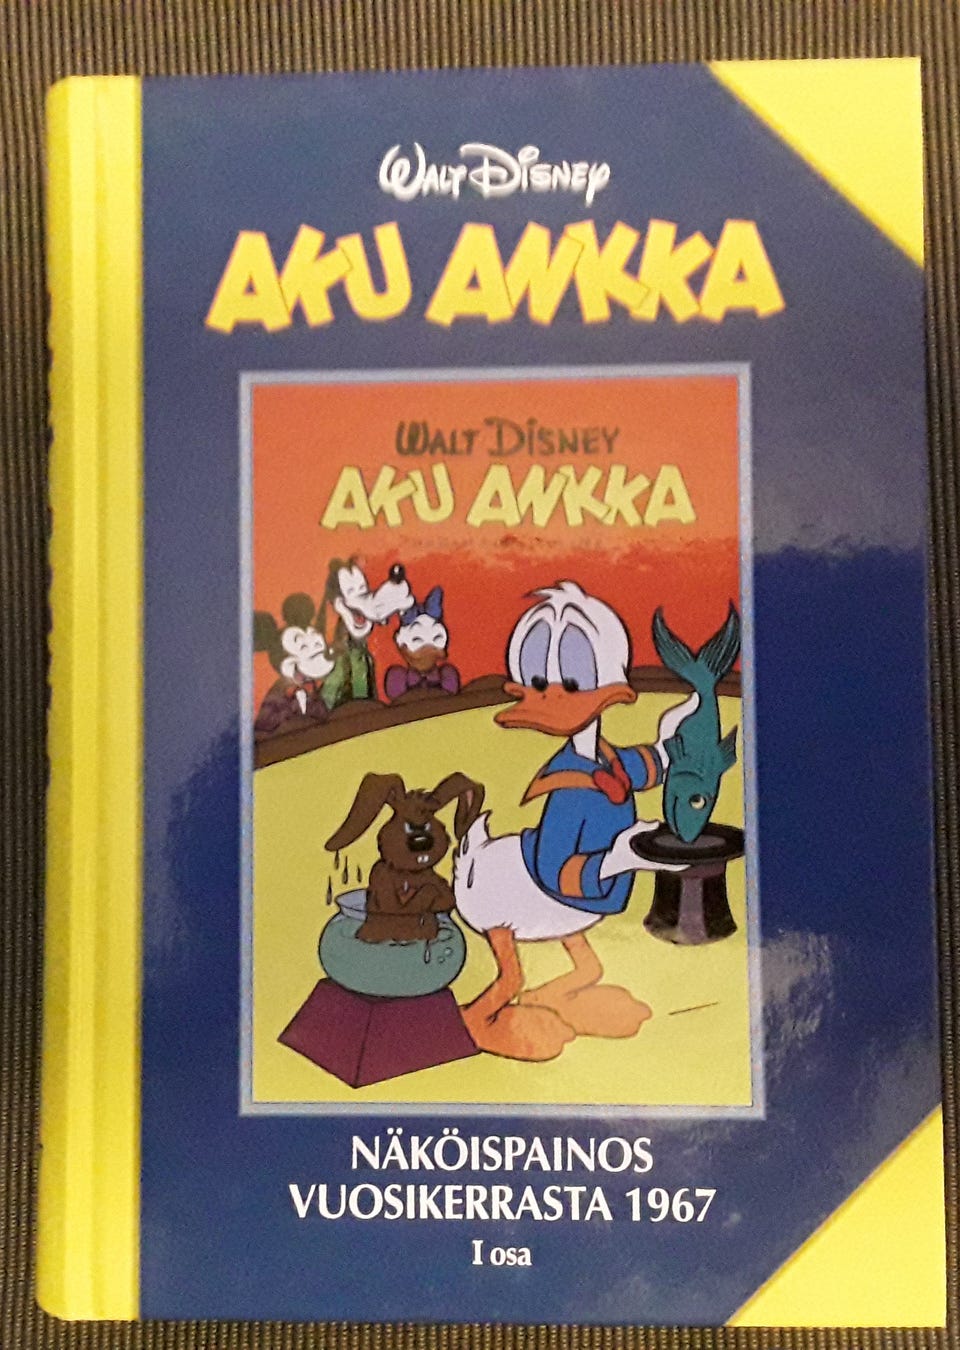 WALT DISNEY
AKU ANKKA
WALT DISNEY
AKU ANKKA
NÄKÖISPAINOS
VUOSIKERRASTA 1967
I osa